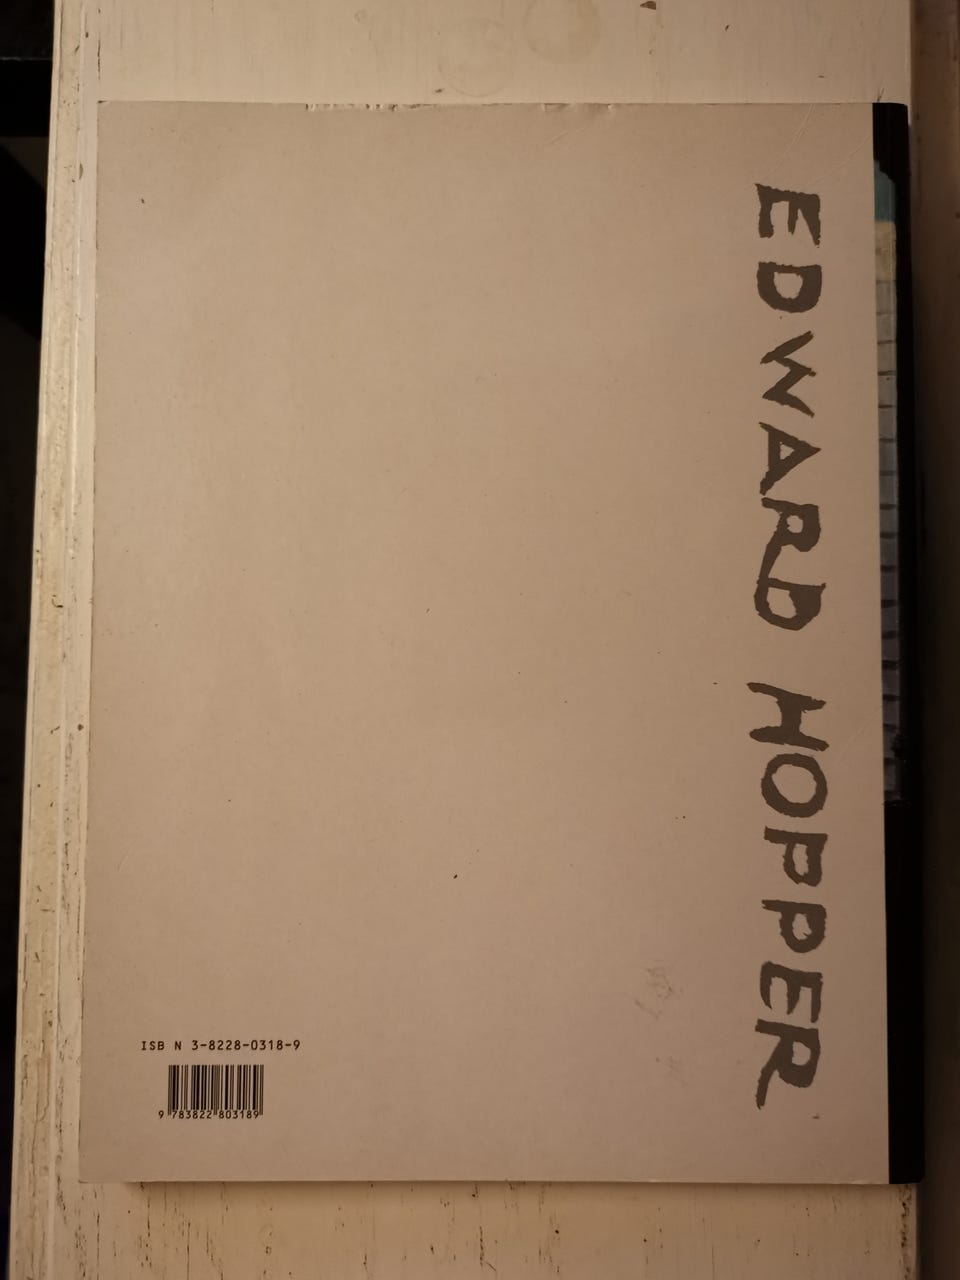 EDWARD HOPPER
ISB N 3-8228-0318-9
9 783822 803189